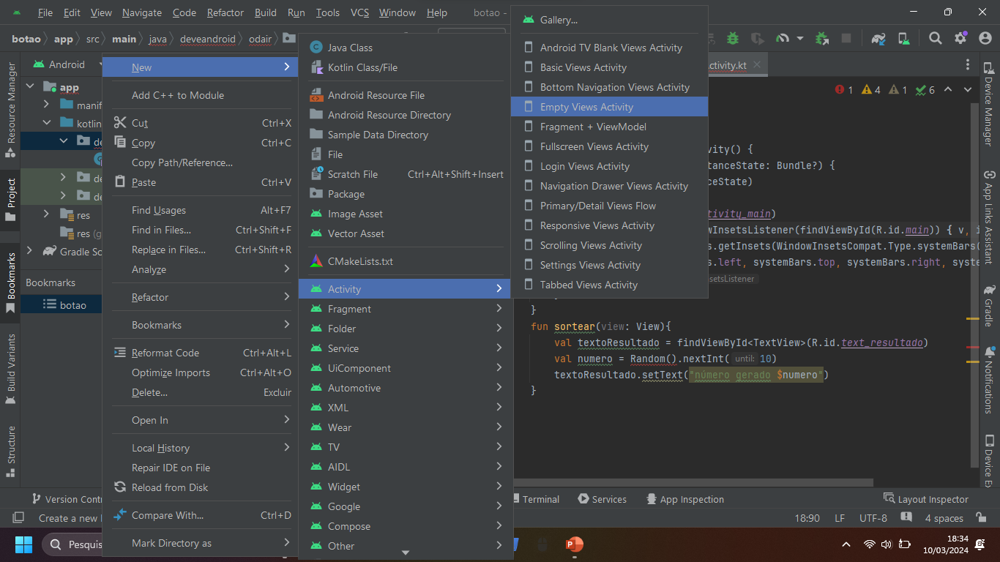 File Edit View Navigate Code Refactor Build Run Tools VCS Window Help botao -
botao app src main java deveandroid odair
Android
app
manif
kotlin
de
de
de
res
res (g
Gradle Sc
Bookmarks
botao
Resource Manager
Project
Bookmarks
Build Variants
Structure
New
Add C++ to Module
Cut Ctrl+X
Copy Ctrl+C
Copy Path/Reference...
Paste Ctrl+V
Find Usages Alt+F7
Find in Files... Ctrl+Shift+F
Replace in Files... Ctrl+Shift+R
Analyze
Refactor
Bookmarks
Reformat Code Ctrl+Alt+L
Optimize Imports Ctrl+Alt+O
Delete... Excluir
Open In
Local History
Repair IDE on File
Reload from Disk
Compare With... Ctrl+D
Mark Directory as
Java Class
Kotlin Class/File
Android Resource File
Android Resource Directory
Sample Data Directory
File
Scratch File Ctrl+Alt+Shift+Insert
Package
Image Asset
Vector Asset
CMakeLists.txt
Activity
Fragment
Folder
Service
UiComponent
Automotive
XML
Wear
TV
AIDL
Widget
Google
Compose
Other
Gallery...
Android TV Blank Views Activity
Basic Views Activity
Bottom Navigation Views Activity
Empty Views Activity
Fragment + ViewModel
Fullscreen Views Activity
Login Views Activity
Navigation Drawer Views Activity
Primary/Detail Views Flow
Responsive Views Activity
Scrolling Views Activity
Settings Views Activity
Tabbed Views Activity
ctivity.kt
1 4 1 6
vity() {
tanceState: Bundle?) {
ceState)
tivity_main)
wInsetsListener(findViewById(R.id.main)) { v, i
s.getInsets(WindowInsetsCompat.Type.systemBars(
s.left, systemBars.top, systemBars.right, syste
setsListener
}
fun sortear(view: View){
val textoResultado = findViewById<TextView>(R.id.text_resultado)
val numero = Random().nextInt( until: 10)
textoResultado.setText("número gerado $numero")
}
Device Manager
App Links Assistant
Gradle
Notifications
Device Ex
Version Contr
Terminal
Services
App Inspection
Layout Inspector
Create a new
18:90 LF UTF-8 4 spaces
Pesquis
18:34
10/03/2024